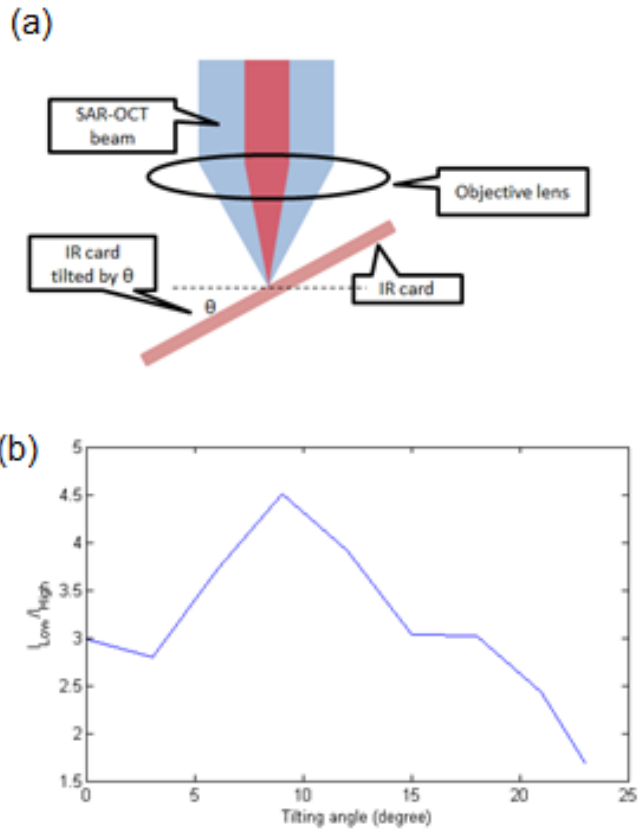 (a)
SAR-OCT
beam
Objective lens
IR card
tilted by θ
IR card
θ
(b)
5
4.5
4
3.5
3
2.5
2
1.5
I_Low/I_High
0
5
10
15
20
25
Tilting angle (degree)